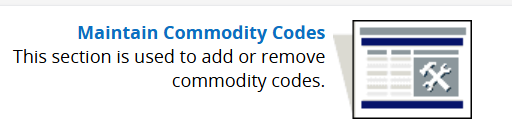 Maintain Commodity Codes
This section is used to add or remove
commodity codes.